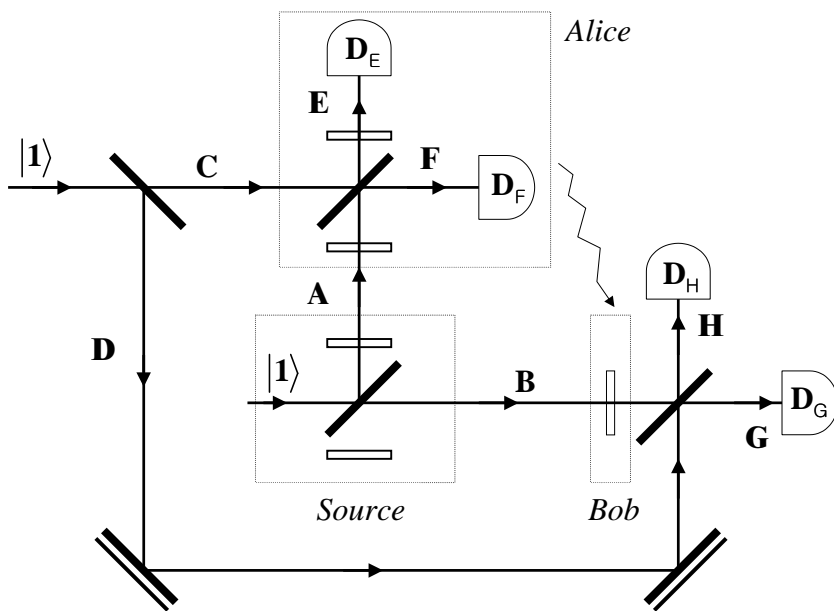 Alice
D_E
E
|1⟩
C
F
D_F
A
D_H
H
D
|1⟩
B
D_G
G
Source
Bob